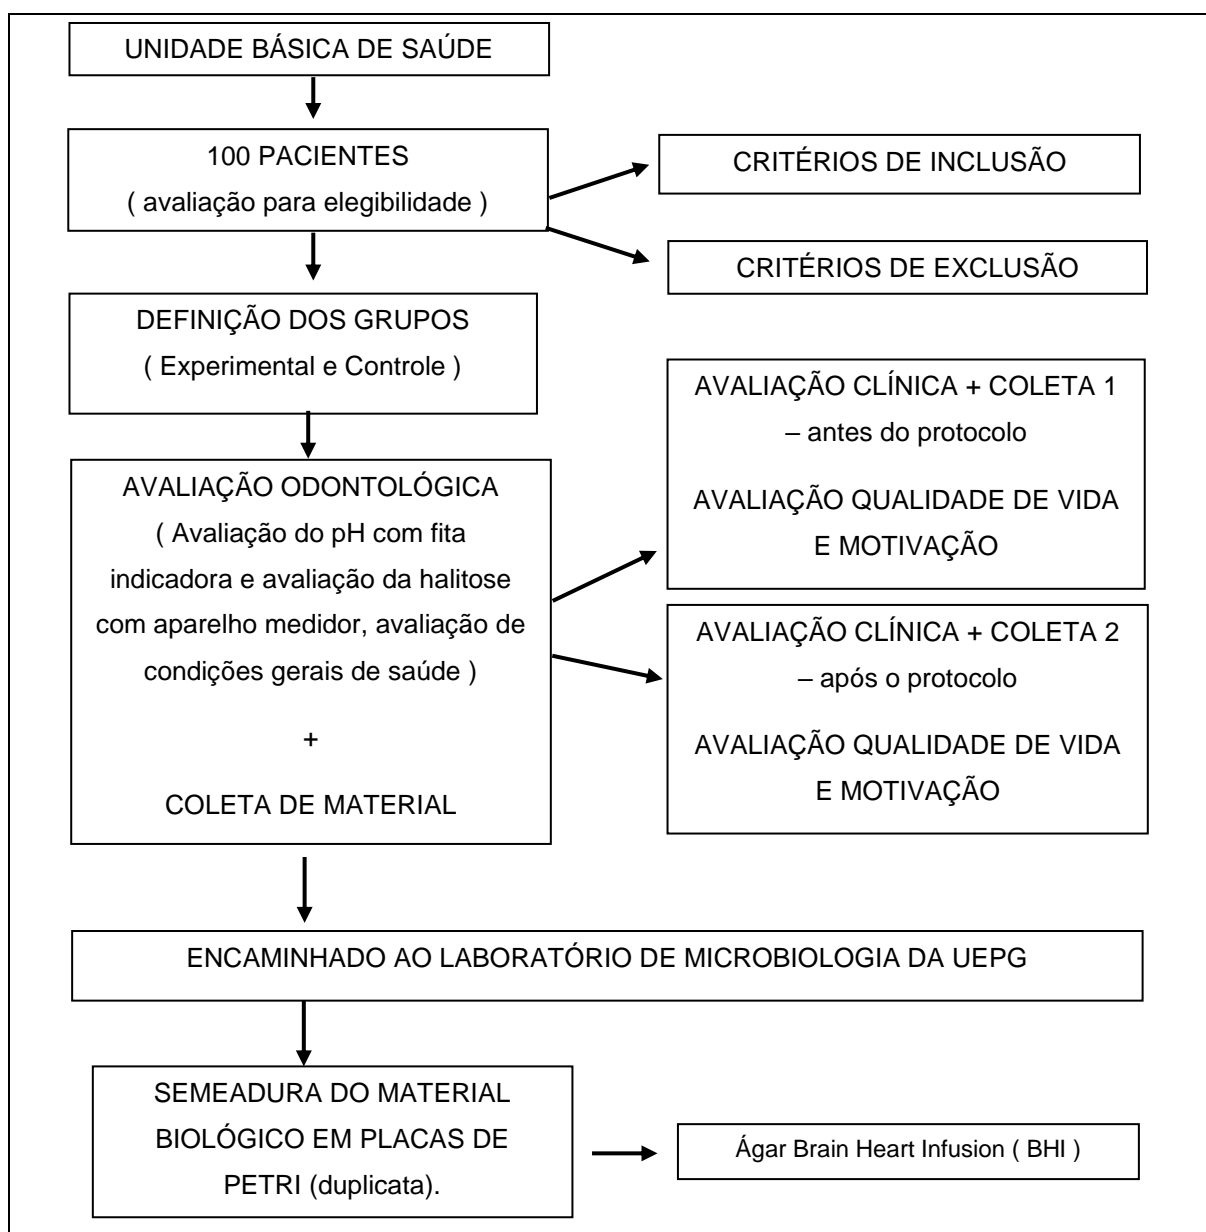 UNIDADE BÁSICA DE SAÚDE
100 PACIENTES
( avaliação para elegibilidade )
CRITÉRIOS DE INCLUSÃO
CRITÉRIOS DE EXCLUSÃO
DEFINIÇÃO DOS GRUPOS
( Experimental e Controle )
AVALIAÇÃO ODONTOLÓGICA
( Avaliação do pH com fita
indicadora e avaliação da halitose
com aparelho medidor, avaliação de
condições gerais de saúde )
+
COLETA DE MATERIAL
AVALIAÇÃO CLÍNICA + COLETA 1
– antes do protocolo
AVALIAÇÃO QUALIDADE DE VIDA
E MOTIVAÇÃO
AVALIAÇÃO CLÍNICA + COLETA 2
– após o protocolo
AVALIAÇÃO QUALIDADE DE VIDA
E MOTIVAÇÃO
ENCAMINHADO AO LABORATÓRIO DE MICROBIOLOGIA DA UEPG
SEMEADURA DO MATERIAL
BIOLÓGICO EM PLACAS DE
PETRI (duplicata).
Ágar Brain Heart Infusion ( BHI )